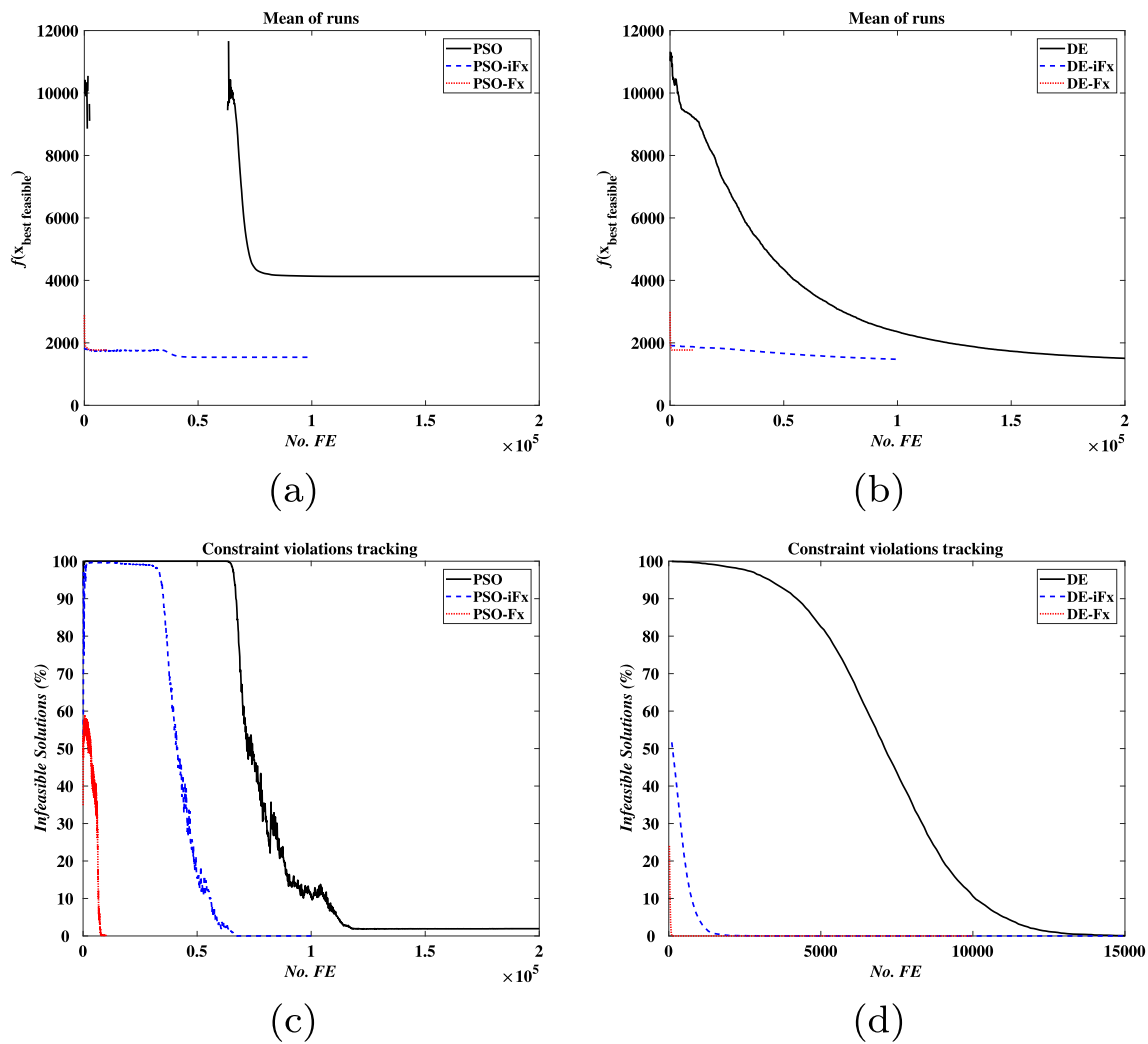 Mean of runs
12000
10000
8000
6000
4000
2000
0
f(x_best feasible)
0 0.5 1 1.5 2
×10^5
No. FE
PSO
PSO-iFx
PSO-Fx
(a)
Mean of runs
12000
10000
8000
6000
4000
2000
0
f(x_best feasible)
0 0.5 1 1.5 2
×10^5
No. FE
DE
DE-iFx
DE-Fx
(b)
Constraint violations tracking
100
90
80
70
60
50
40
30
20
10
0
Infeasible Solutions (%)
0 0.5 1 1.5 2
×10^5
No. FE
PSO
PSO-iFx
PSO-Fx
(c)
Constraint violations tracking
100
90
80
70
60
50
40
30
20
10
0
Infeasible Solutions (%)
0 5000 10000 15000
No. FE
DE
DE-iFx
DE-Fx
(d)